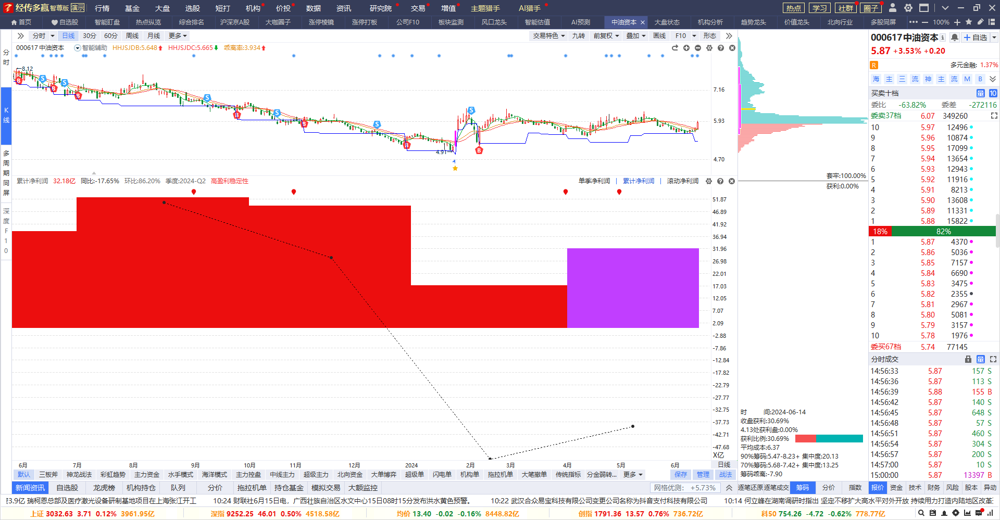 经传多赢 智尊版 演示 行情 基金 大盘 选股 短打 机构 价投 数据 资讯 研究院 交易 增值 主题猎手 AI猎手 热点 学习 社群 圈子
首页 自选股 智能盯盘 热点纵览 综合排名 沪深京A股 大咖圈子 涨停棱镜 涨停打板 公司F10 板块监测 风口龙头 智能估值 AI预测 中油资本 × 大盘状态 机构分析 趋势龙头 价值龙头 北向行业 多股同屏 ••• 100%
分时 日线 30分 60分 周线 月线 更多 交易特色 九转 前复权 叠加 画线 F10 形态
000617 中油资本 智能辅助 HHJSJDB:5.648 HHJSJDC:5.665 乖离率:3.934
分时
K线
多周期同屏
深度F10
8.12
4.91
7.16
5.93
4.70
累计净利润 32.18亿 同比:-17.65% 环比:86.20% 季度:2024-Q2 高盈利稳定性 单季净利润 | 累计净利润 | 滚动净利润
51.87
46.89
41.92
36.94
31.96
26.98
22.01
17.03
12.05
7.07
2.09
-2.88
-7.86
-12.84
-17.82
-22.79
-27.77
-32.75
-37.73
-42.71
-47.68
X亿
6月 7月 8月 9月 10月 11月 12月 2024 2月 3月 4月 5月 6月 日线
默认 三板斧 神龙战法 彩虹趋势 主力资金 水手模式 海洋模式 主力控盘 中线主力 超级主力 北向资金 大单博弈 超级单 闪电单 机构单 拖拉机单 大笔撤单 传统指标 分金弱转... 更多 保存 管理 战法
新闻资讯 自选股 龙虎榜 机构持仓 队列 分价 拖拉机单 持仓基金 模拟交易 大额监控 网格优测: +5.73%
套牢:100.00%
获利:0.00%
时 间:2024-06-14
收盘获利:30.69%
4.13处获利盘:0.00%
获利比例:30.69%
平均成本:6.37
90%筹码:5.47-8.23+ 集中度:20.13
70%筹码:5.68-7.42+ 集中度:13.25
筹码乖离:-7.90
逐笔还原 逐笔成交 筹码 分价 指数 报价 资金 技术 财务 风险 股本 异动
000617 中油资本 自选
5.87 +3.53% +0.20
R 多元金融: 1.37%
海 主 三 流 神 主 流 M B
买卖十档 量 10
委比 -63.82% 委差 -272116
委卖37档 6.07 349260
10 5.97 12496
9 5.96 10874
8 5.95 17099
7 5.94 13654
6 5.93 12943
5 5.92 11916
4 5.91 8213
3 5.90 13608
2 5.89 11331
1 5.88 15822
18% 82%
1 5.87 4370
2 5.86 5036
3 5.85 7157
4 5.84 6690
5 5.83 3475
6 5.82 2355
7 5.81 2967
8 5.80 5081
9 5.79 3157
10 5.78 1976
委买67档 5.74 77145
分时成交 量
14:56:33 5.87 157 S
14:56:36 5.87 113 S
14:56:39 5.88 155 B
14:56:42 5.87 140 S
14:56:45 5.87 648 S
14:56:48 5.87 57 S
14:56:51 5.87 460 S
14:56:54 5.87 304 S
14:56:57 5.87 200 S
14:57:00 5.87 10 S
15:00:00 5.87 13397 B
3.9亿 瑞柯恩总部及医疗激光设备研制基地项目在上海张江开工 10:24 财联社6月15日电，广西壮族自治区水文中心15日08时15分发布洪水黄色预警。 10:22 武汉合众易宝科技有限公司变更公司名称为抖音支付科技有限公司 10:14 何立峰在湖南调研时指出 坚定不移扩大高水平对外开放 持续用力打造内陆地区改革
上证 3032.63 3.71 0.12% 3961.95亿 深指 9252.25 46.01 0.50% 4518.58亿 均价 13.40 -0.02 -0.16% 8448.82亿 创指 1791.36 13.57 0.76% 736.72亿 科50 754.26 -4.72 -0.62% 778.77亿